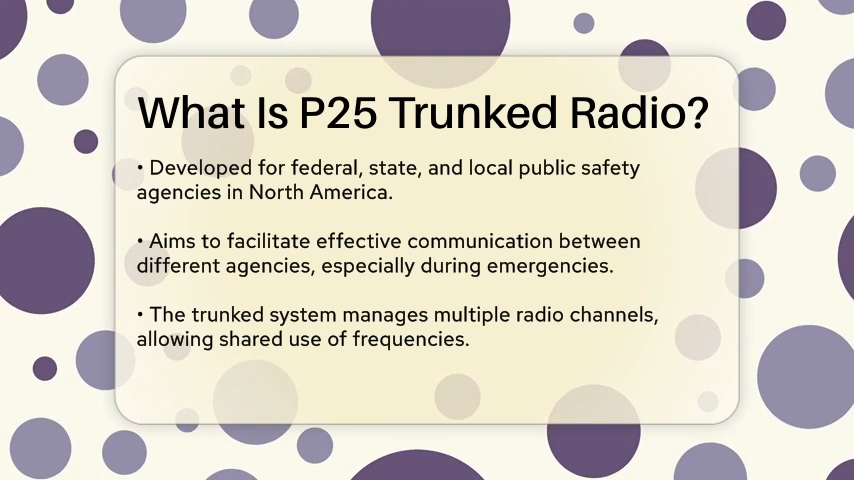 What Is P25 Trunked Radio?
• Developed for federal, state, and local public safety
agencies in North America.
• Aims to facilitate effective communication between
different agencies, especially during emergencies.
• The trunked system manages multiple radio channels,
allowing shared use of frequencies.